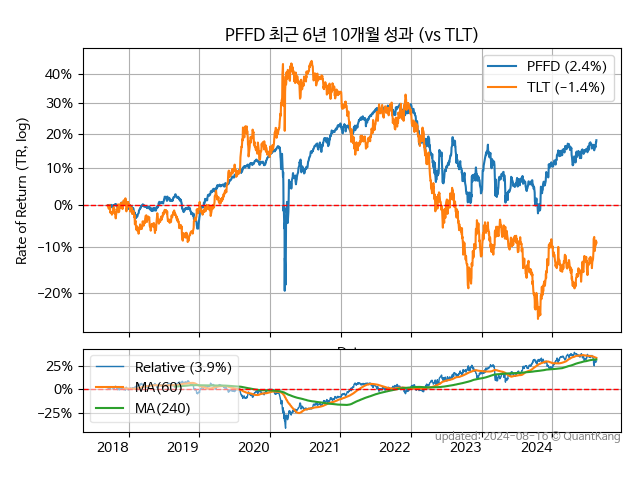 PFFD 최근 6년 10개월 성과 (vs TLT)
Rate of Return (TR, log)
40%
30%
20%
10%
0%
−10%
−20%
PFFD (2.4%)
TLT (−1.4%)
25%
0%
−25%
Relative (3.9%)
MA(60)
MA(240)
2018 2019 2020 2021 2022 2023 2024
updated: 2024-08-16 © QuantKang